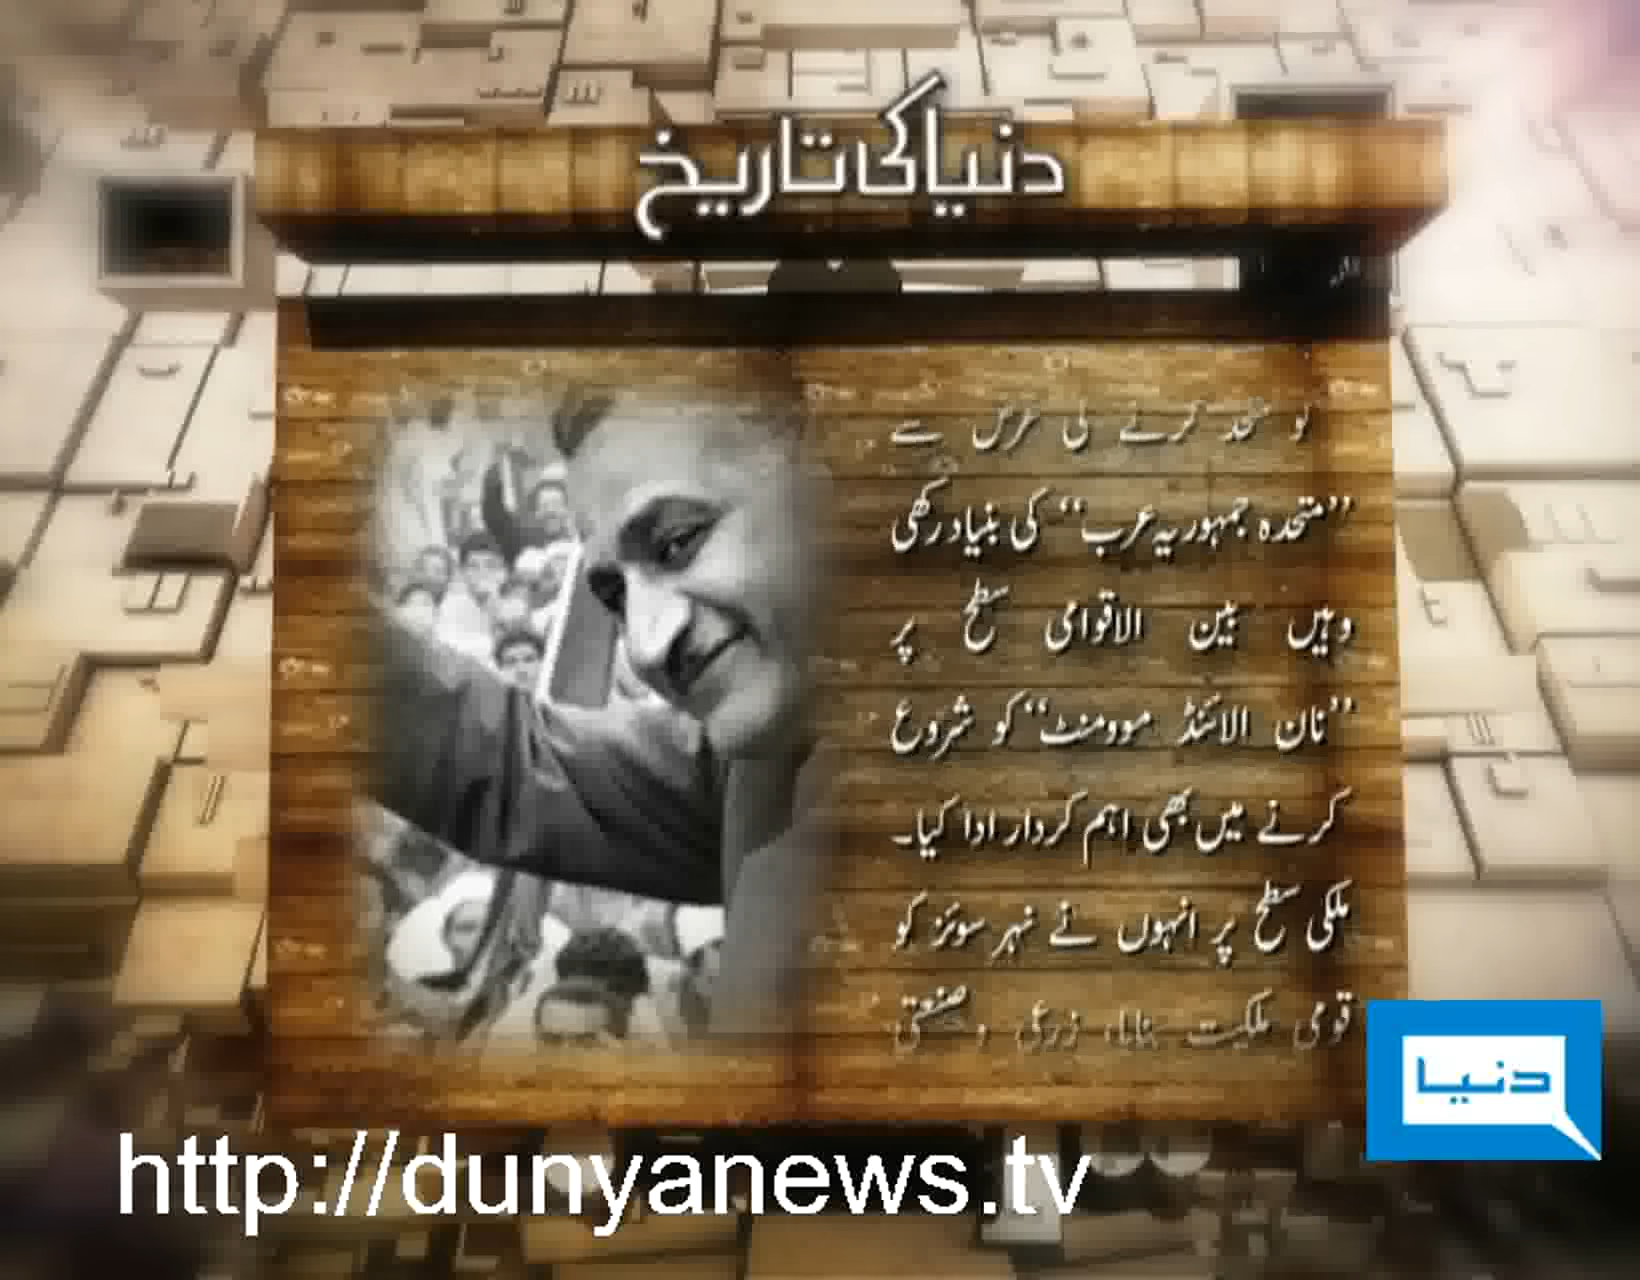 دنیا کی تاریخ
کو متحد کرنے کی غرض سے
”متحدہ جمہوریہ عرب“ کی بنیاد رکھی
وہیں بین الاقوامی سطح پر
”نان الائنڈ موومنٹ“ کو شروع
کرنے میں بھی اہم کردار ادا کیا۔
ملکی سطح پر انہوں نے نہر سوئز کو
قومی ملکیت بنایا، زرعی و صنعتی
دنیا
http://dunyanews.tv